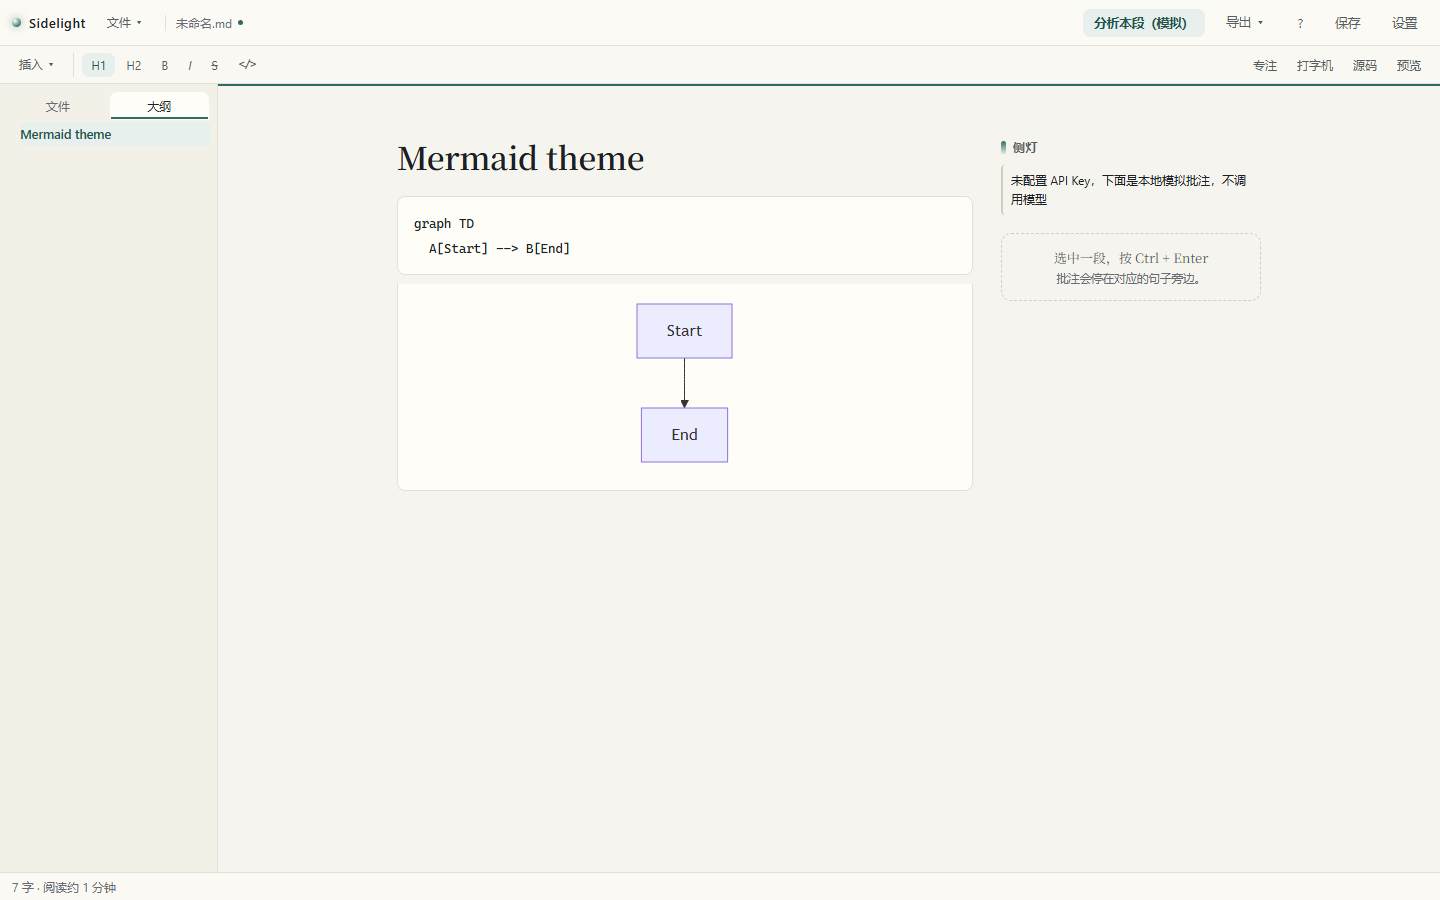 Sidelight
文件
未命名.md
分析本段（模拟）
导出
?
保存
设置
插入
H1
H2
B
I
S
</>
专注
打字机
源码
预览
文件
大纲
Mermaid theme
Mermaid theme
graph TD
A[Start] --> B[End]
Start
End
侧灯
未配置 API Key，下面是本地模拟批注，不调
用模型
选中一段，按 Ctrl + Enter
批注会停在对应的句子旁边。
7 字 · 阅读约 1 分钟